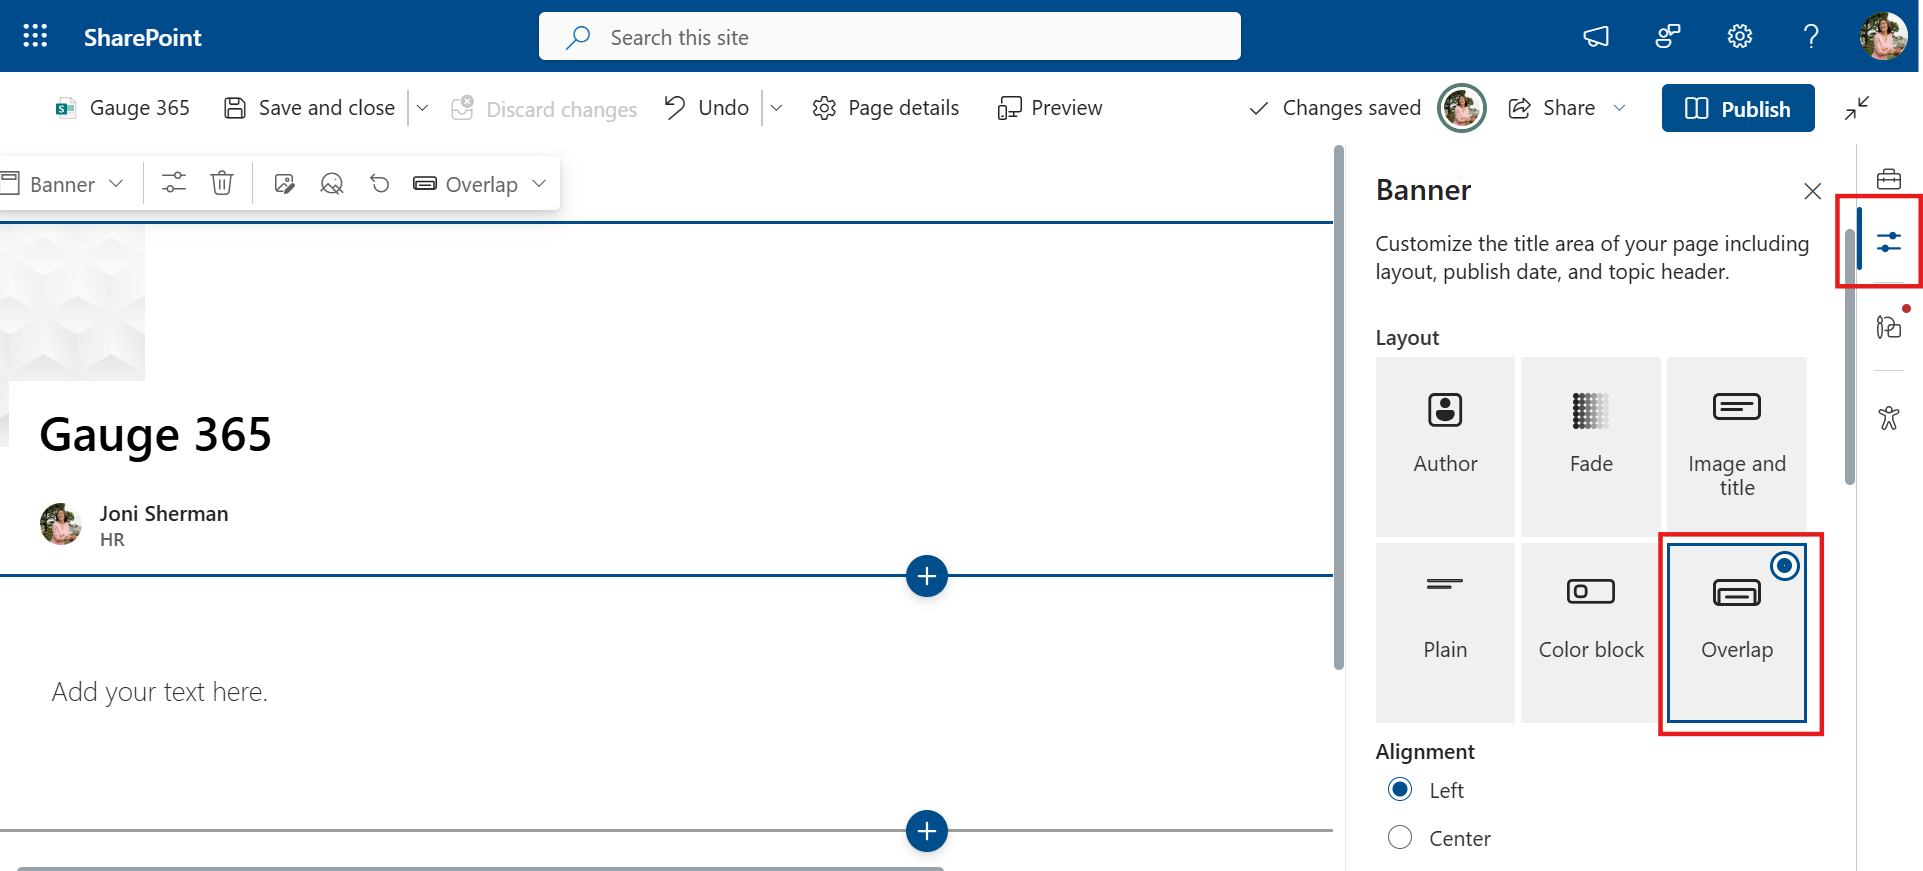 SharePoint
Search this site
Gauge 365
Save and close
Discard changes
Undo
Page details
Preview
Changes saved
Share
Publish
Banner
Overlap
Gauge 365
Joni Sherman
HR
Add your text here.
Banner
Customize the title area of your page including
layout, publish date, and topic header.
Layout
Author
Fade
Image and
title
Plain
Color block
Overlap
Alignment
Left
Center